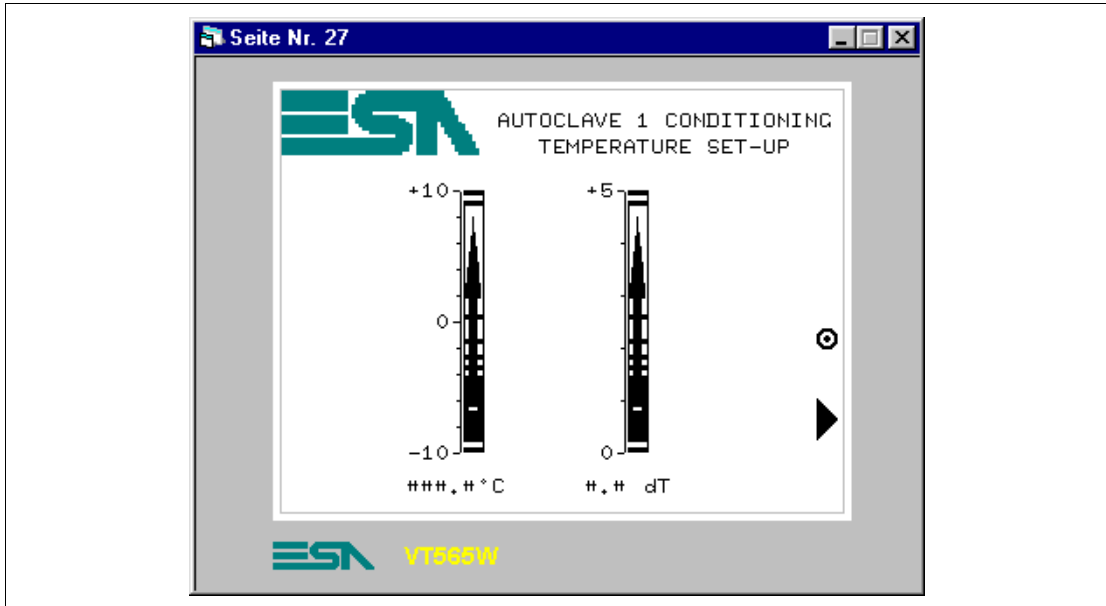 Seite Nr. 27
ESA
AUTOCLAVE 1 CONDITIONING
TEMPERATURE SET-UP
+10
+5
0
-10
0
###.#°C
#.# dT
ESA VT565W